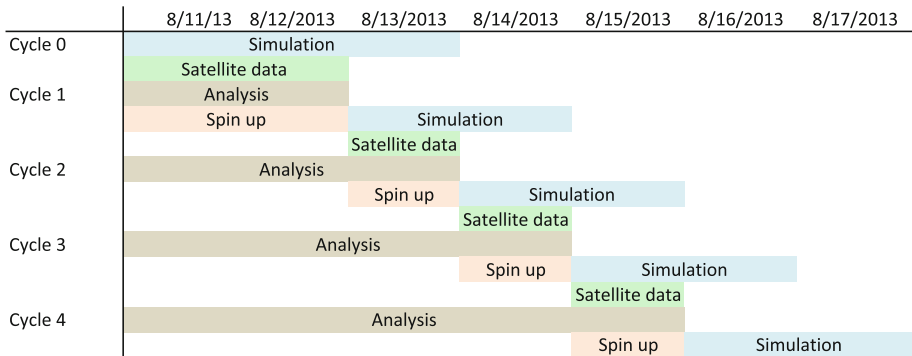 8/11/13 8/12/2013 8/13/2013 8/14/2013 8/15/2013 8/16/2013 8/17/2013
Cycle 0 Simulation
Satellite data
Cycle 1 Analysis
Spin up Simulation
Satellite data
Cycle 2 Analysis
Spin up Simulation
Satellite data
Cycle 3 Analysis
Spin up Simulation
Satellite data
Cycle 4 Analysis
Spin up Simulation